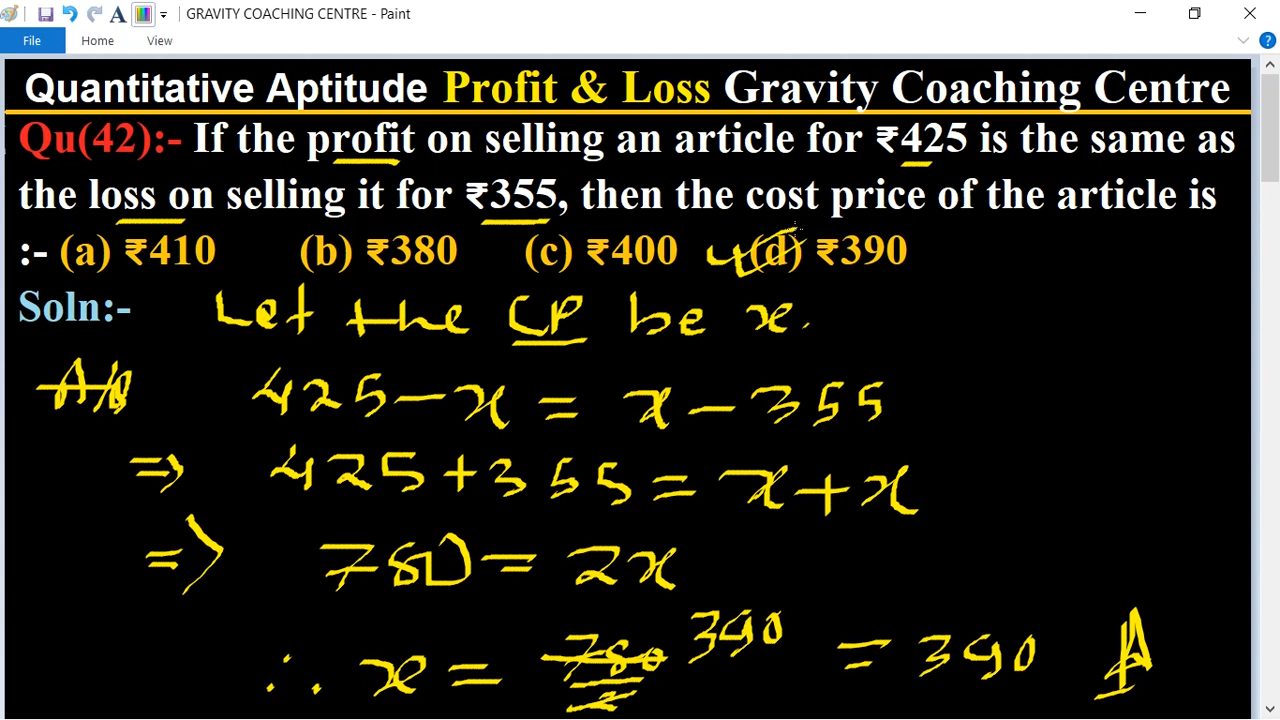 GRAVITY COACHING CENTRE - Paint
File Home View
Quantitative Aptitude Profit & Loss Gravity Coaching Centre
Qu(42):- If the profit on selling an article for ₹425 is the same as
the loss on selling it for ₹355, then the cost price of the article is
:- (a) ₹410 (b) ₹380 (c) ₹400 (d) ₹390
Soln:- Let the CP be x.
A/Q 425 - x = x - 355
=> 425 + 355 = x + x
=> 780 = 2x
∴ x = 780/2 390 = 390 A